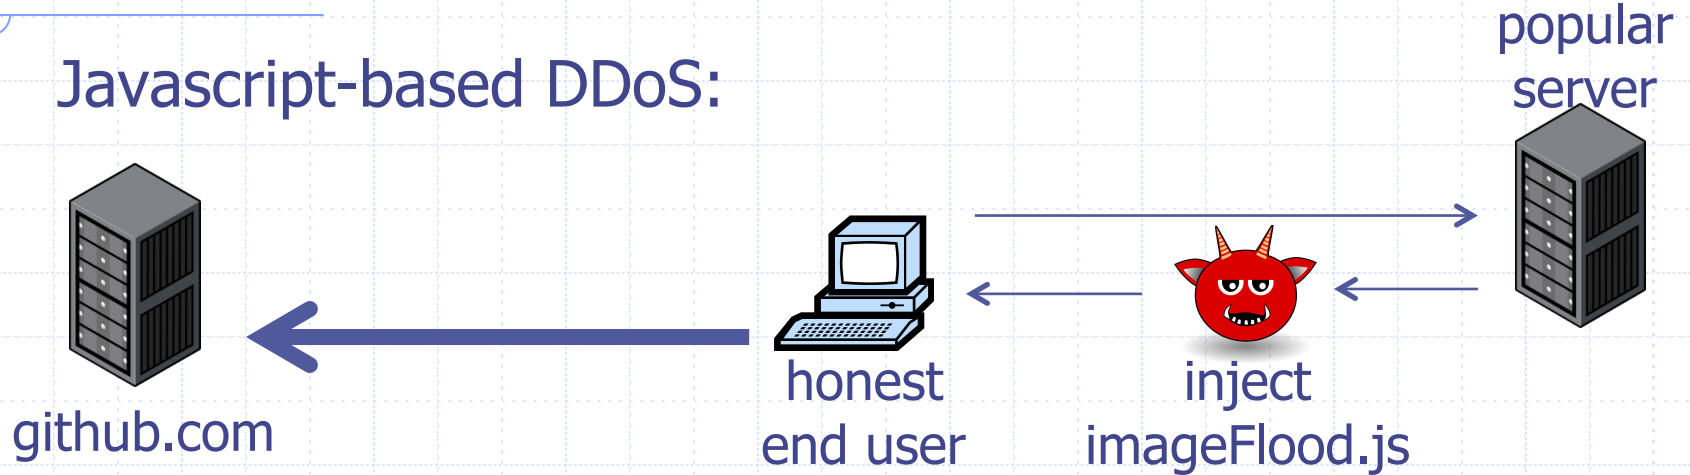 Javascript-based DDoS:
popular
server
github.com
honest
end user
inject
imageFlood.js